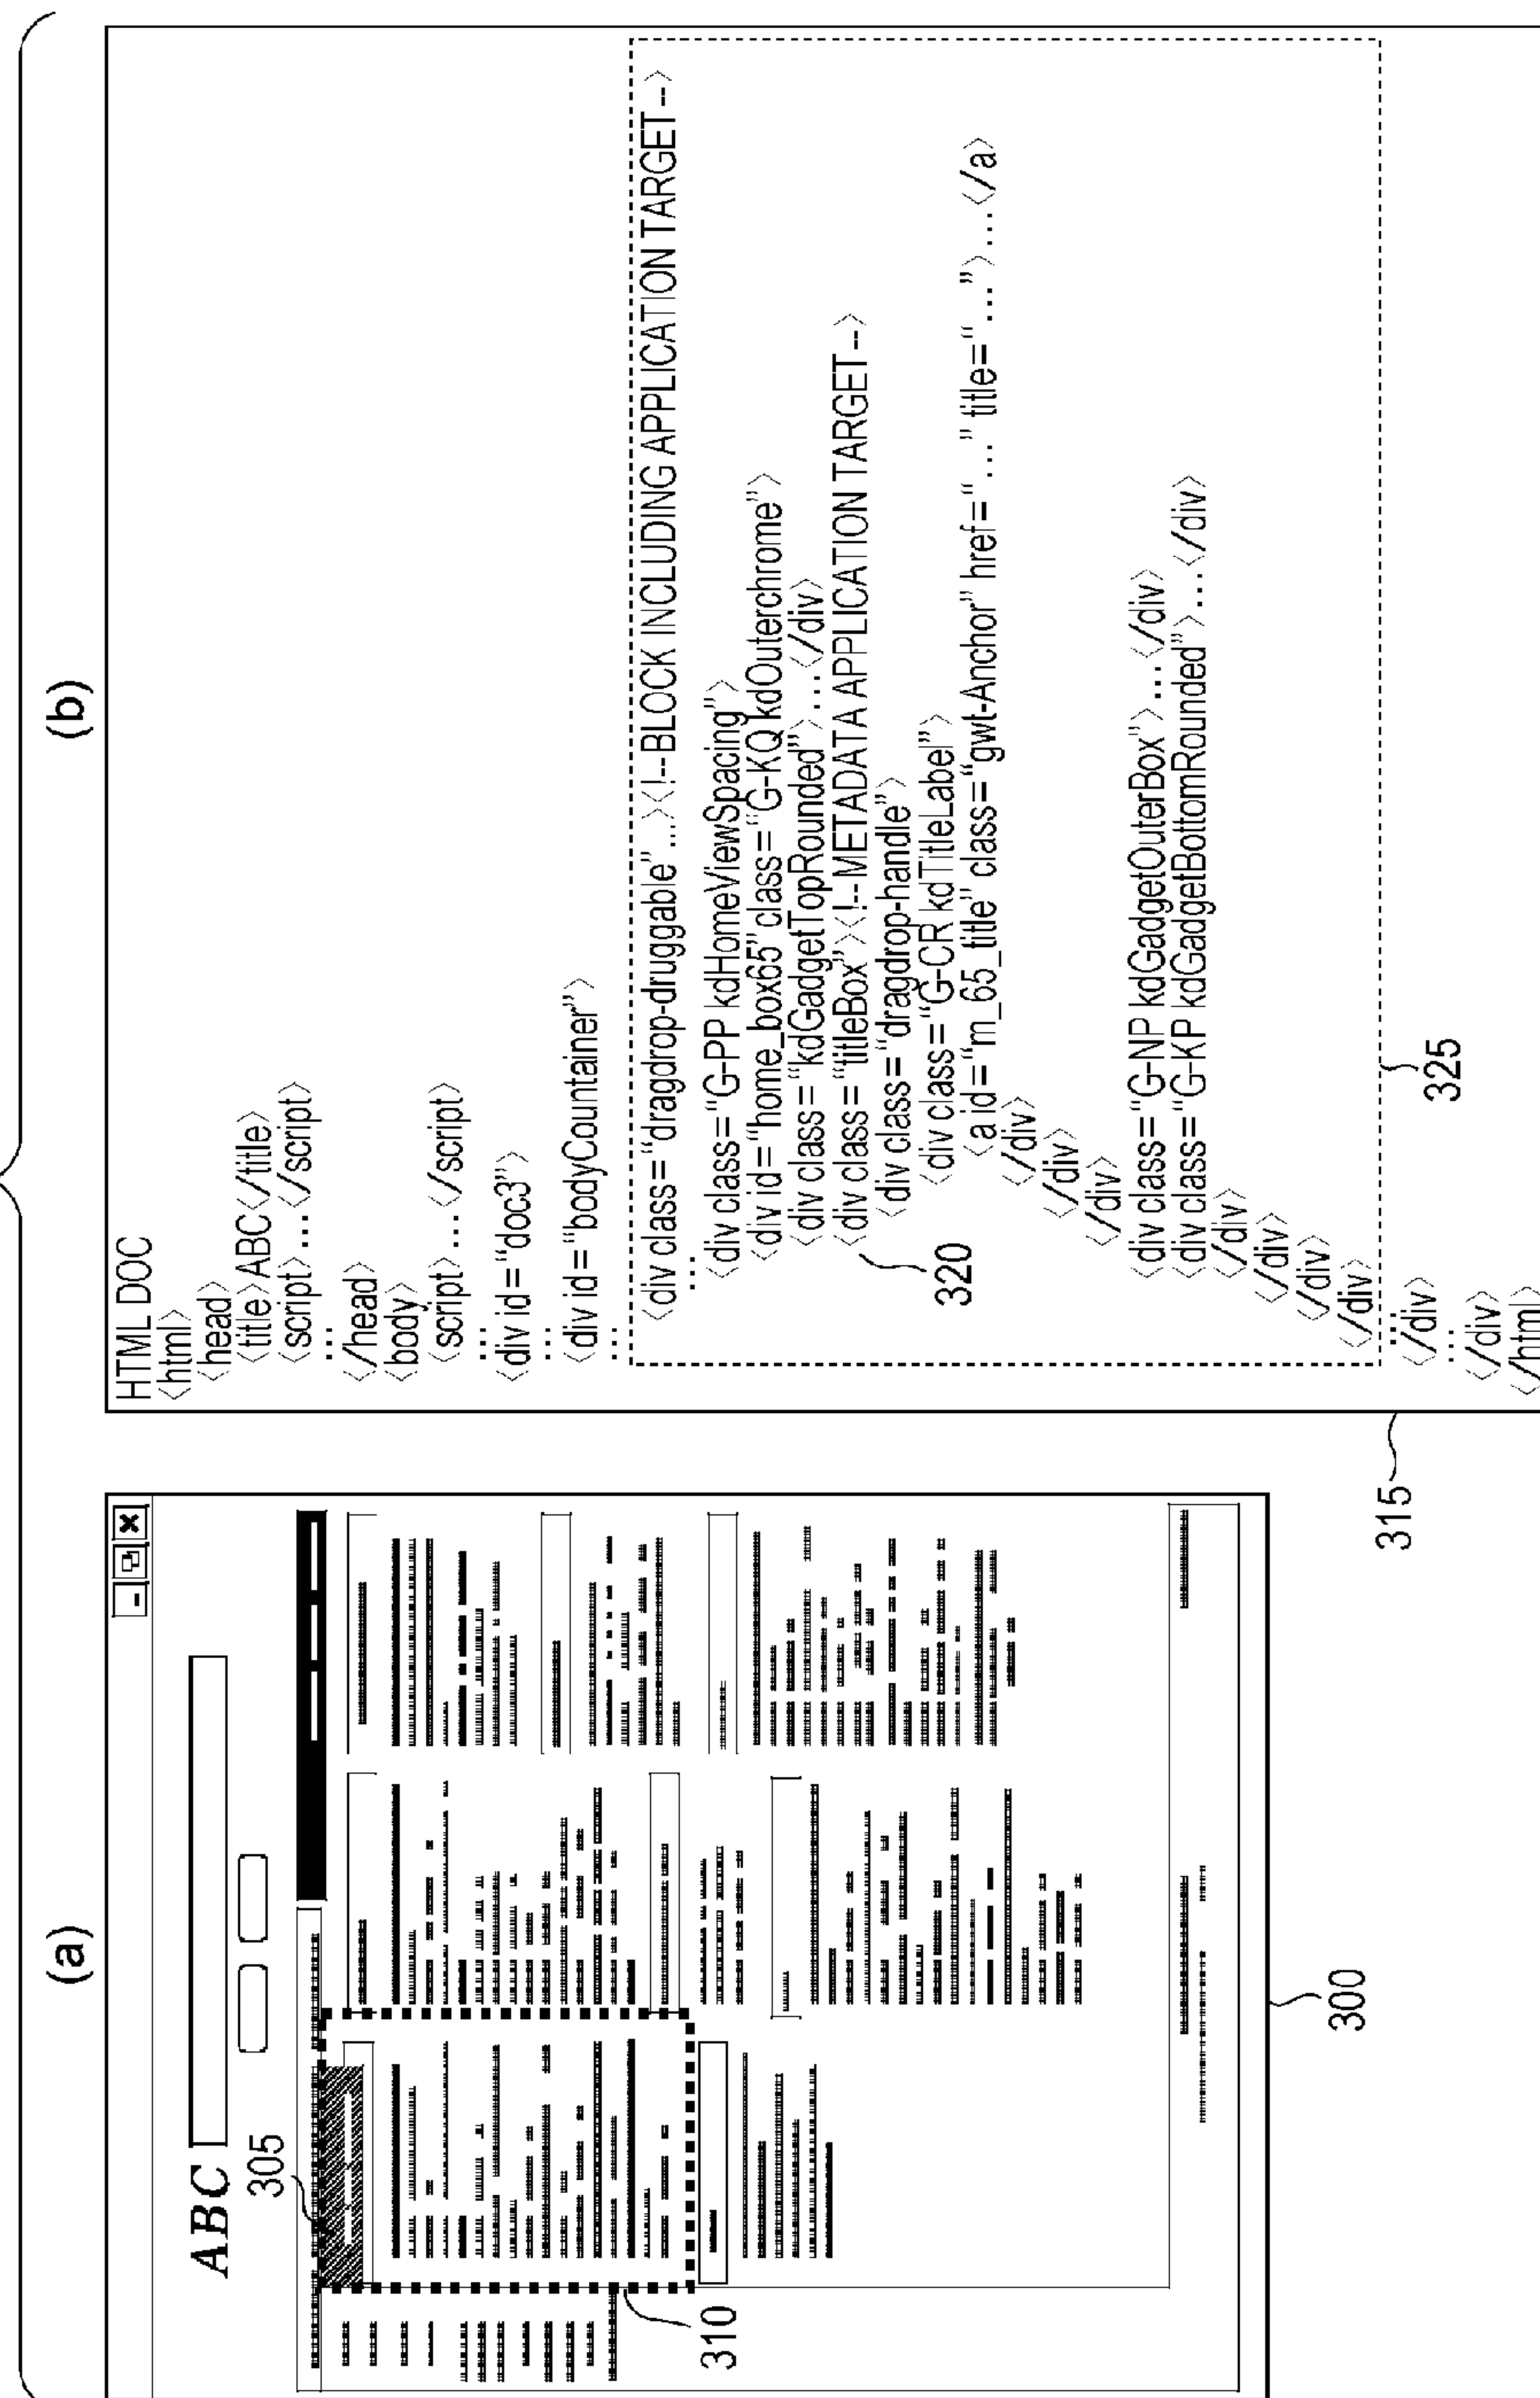 (a)
ABC
305
310
300
(b)
HTML DOC
<html>
<head>
<title>ABC</title>
<script>...</script>
...
</head>
<body>
<script>...</script>
...
<div id="doc3">
...
<div id="bodyCountainer">
...
<div class="dragdrop-druggable"...><!--BLOCK INCLUDING APPLICATION TARGET-->
...
<div class="G-PP kdHomeViewSpacing">
<div id="home_box65" class="G-KQ kdOuterchrome">
<div class="kdGadgetTopRounded">...</div>
<div class="titleBox"><!--METADATA APPLICATION TARGET-->
<div class="dragdrop-handle">
<div class="G-CR kdTitleLabel">
<a id="m_65_title" class="gwt-Anchor" href="..." title="...">...</a>
</div>
</div>
</div>
<div class="G-NP kdGadgetOuterBox">...</div>
<div class="G-KP kdGadgetBottomRounded">...</div>
</div>
</div>
</div>
</div>
...
</div>
...
</div>
</html>
320
325
315